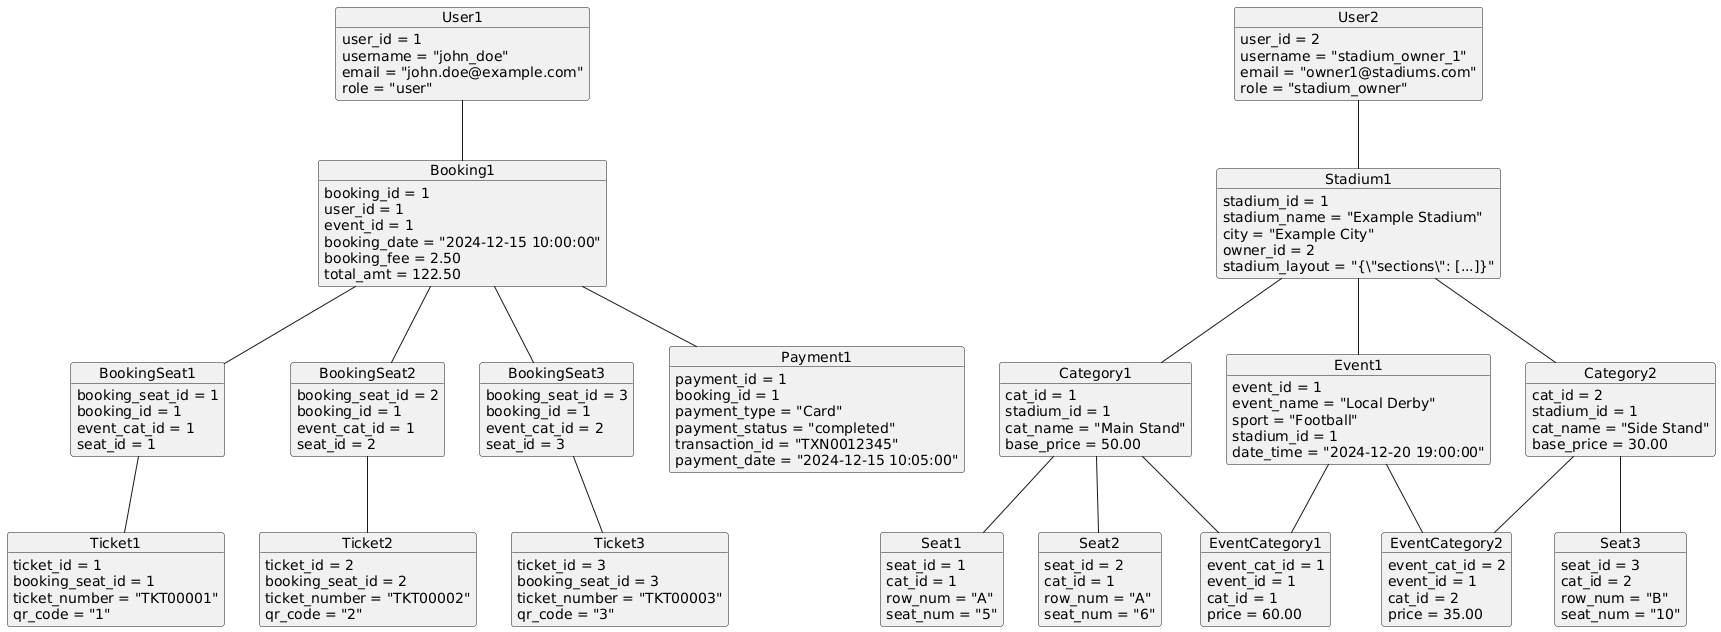 User1
user_id = 1
username = "john_doe"
email = "john.doe@example.com"
role = "user"
User2
user_id = 2
username = "stadium_owner_1"
email = "owner1@stadiums.com"
role = "stadium_owner"
Booking1
booking_id = 1
user_id = 1
event_id = 1
booking_date = "2024-12-15 10:00:00"
booking_fee = 2.50
total_amt = 122.50
Stadium1
stadium_id = 1
stadium_name = "Example Stadium"
city = "Example City"
owner_id = 2
stadium_layout = "{\"sections\": [...]}"
BookingSeat1
booking_seat_id = 1
booking_id = 1
event_cat_id = 1
seat_id = 1
BookingSeat2
booking_seat_id = 2
booking_id = 1
event_cat_id = 1
seat_id = 2
BookingSeat3
booking_seat_id = 3
booking_id = 1
event_cat_id = 2
seat_id = 3
Payment1
payment_id = 1
booking_id = 1
payment_type = "Card"
payment_status = "completed"
transaction_id = "TXN0012345"
payment_date = "2024-12-15 10:05:00"
Category1
cat_id = 1
stadium_id = 1
cat_name = "Main Stand"
base_price = 50.00
Event1
event_id = 1
event_name = "Local Derby"
sport = "Football"
stadium_id = 1
date_time = "2024-12-20 19:00:00"
Category2
cat_id = 2
stadium_id = 1
cat_name = "Side Stand"
base_price = 30.00
Ticket1
ticket_id = 1
booking_seat_id = 1
ticket_number = "TKT00001"
qr_code = "1"
Ticket2
ticket_id = 2
booking_seat_id = 2
ticket_number = "TKT00002"
qr_code = "2"
Ticket3
ticket_id = 3
booking_seat_id = 3
ticket_number = "TKT00003"
qr_code = "3"
Seat1
seat_id = 1
cat_id = 1
row_num = "A"
seat_num = "5"
Seat2
seat_id = 2
cat_id = 1
row_num = "A"
seat_num = "6"
EventCategory1
event_cat_id = 1
event_id = 1
cat_id = 1
price = 60.00
EventCategory2
event_cat_id = 2
event_id = 1
cat_id = 2
price = 35.00
Seat3
seat_id = 3
cat_id = 2
row_num = "B"
seat_num = "10"